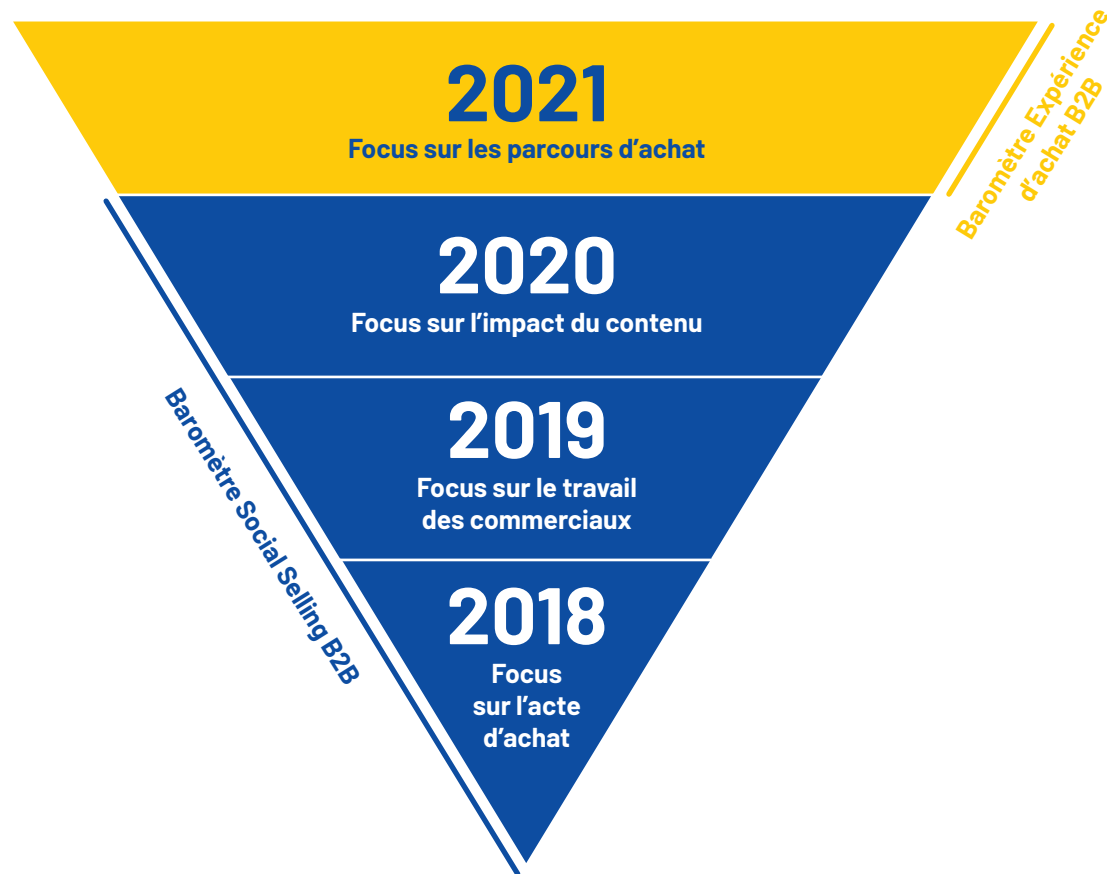 2021
Focus sur les parcours d’achat
Baromètre Expérience
d’achat B2B
2020
Focus sur l’impact du contenu
2019
Focus sur le travail
des commerciaux
Baromètre Social Selling B2B
2018
Focus
sur l’acte
d’achat